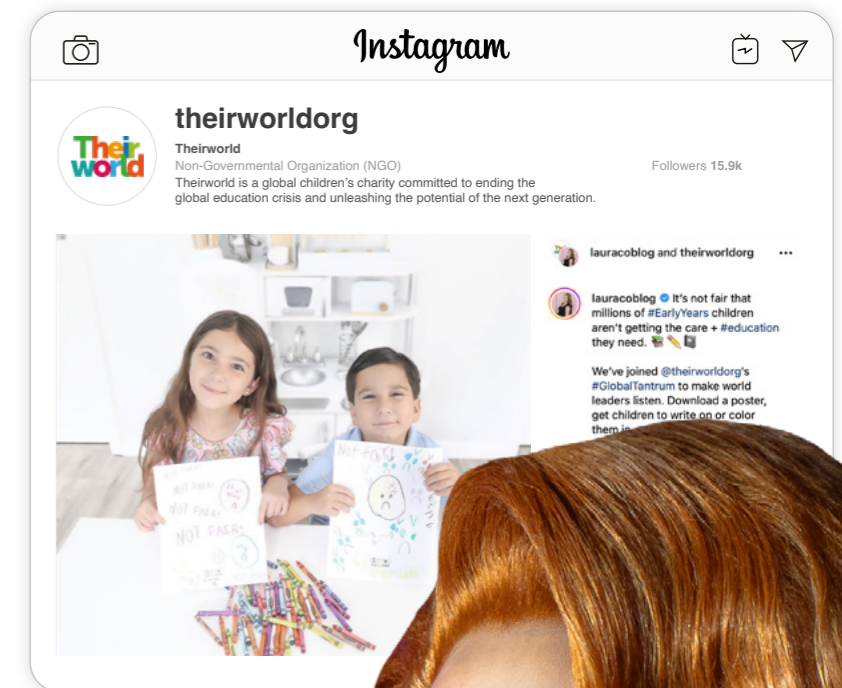 Instagram
theirworldorg
Their
world
Theirworld
Non-Governmental Organization (NGO)
Followers 15.9k
Theirworld is a global children's charity committed to ending the
global education crisis and unleashing the potential of the next generation.
lauracoblog and theirworldorg
lauracoblog It's not fair that
millions of #EarlyYears children
aren't getting the care + #education
they need.
We've joined @theirworldorg's
#GlobalTantrum to make world
leaders listen. Download a poster,
get children to write on or color
them in
NOT FAIR!
NOT FAIR!
NOT FAIR!
NOT FAIR